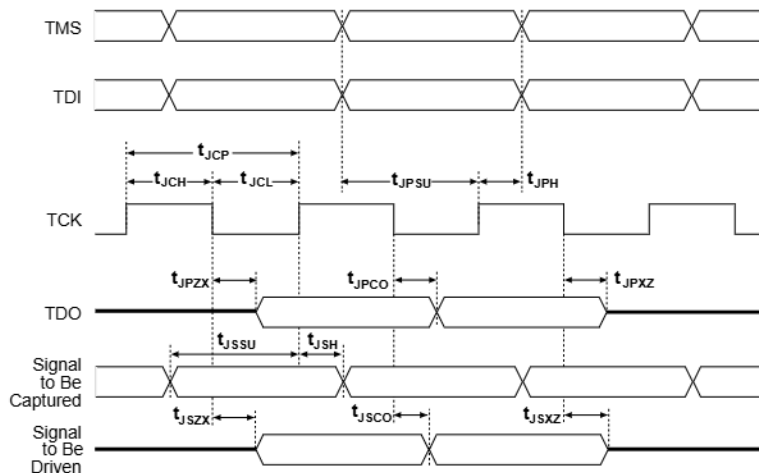 TMS
TDI
tJCP
tJCH tJCL tJPSU tJPH
TCK
tJPZX tJPCO tJPXZ
TDO
tJSSU tJSH
Signal
to Be
Captured
tJSZX tJSCO tJSXZ
Signal
to Be
Driven